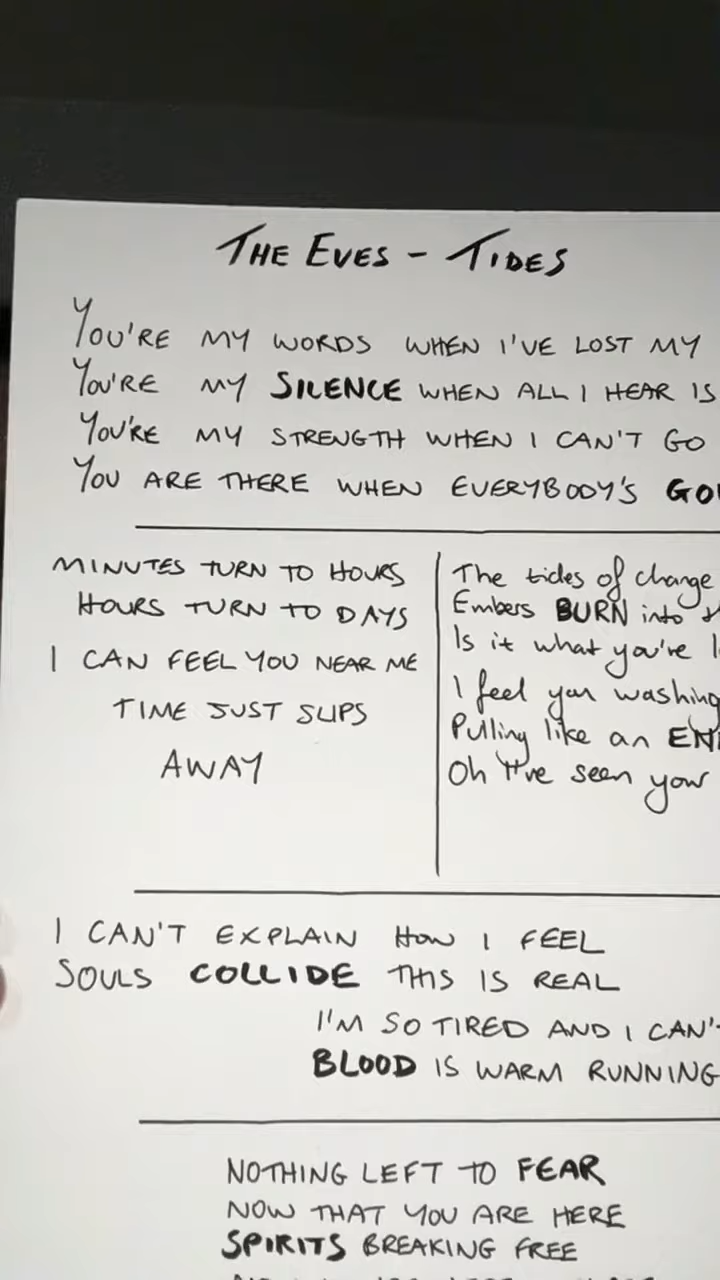 THE EVES - TIDES
YOU'RE MY WORDS WHEN I'VE LOST MY
YOU'RE MY SILENCE WHEN ALL I HEAR IS
YOU'RE MY STRENGTH WHEN I CAN'T GO
YOU ARE THERE WHEN EVERYBODY'S
MINUTES TURN TO HOURS
HOURS TURN TO DAYS
I CAN FEEL YOU NEAR ME
TIME JUST SLIPS
AWAY
The tides of change
Embers BURN into
Is it what you're
I feel you washing
Pulling like an
Oh I've seen your
I CAN'T EXPLAIN HOW I FEEL
SOULS COLLIDE THIS IS REAL
I'M SO TIRED AND I CAN'T
BLOOD IS WARM RUNNING
NOTHING LEFT TO FEAR
NOW THAT YOU ARE HERE
SPIRITS BREAKING FREE